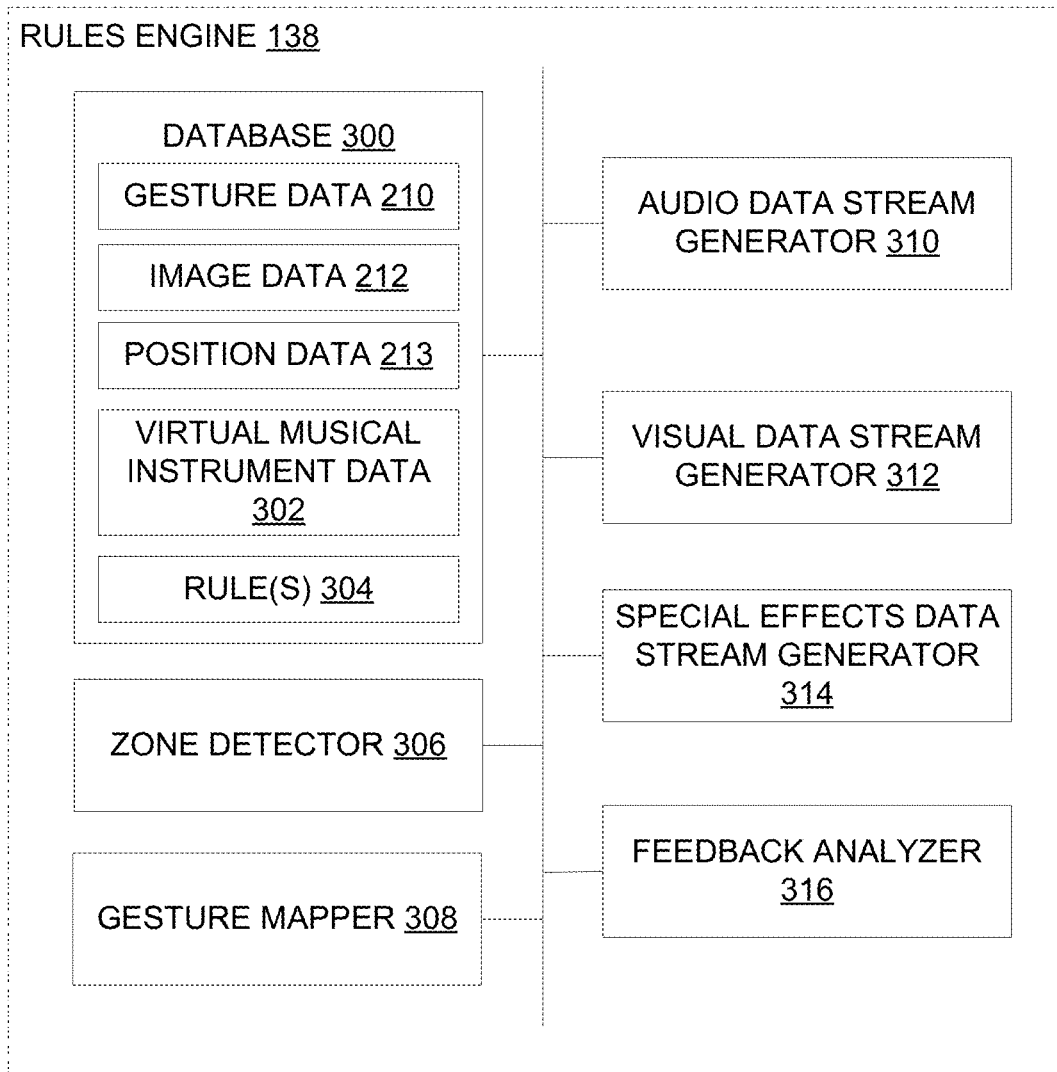 RULES ENGINE 138
DATABASE 300
GESTURE DATA 210
IMAGE DATA 212
POSITION DATA 213
VIRTUAL MUSICAL
INSTRUMENT DATA
302
RULE(S) 304
ZONE DETECTOR 306
GESTURE MAPPER 308
AUDIO DATA STREAM
GENERATOR 310
VISUAL DATA STREAM
GENERATOR 312
SPECIAL EFFECTS DATA
STREAM GENERATOR
314
FEEDBACK ANALYZER
316